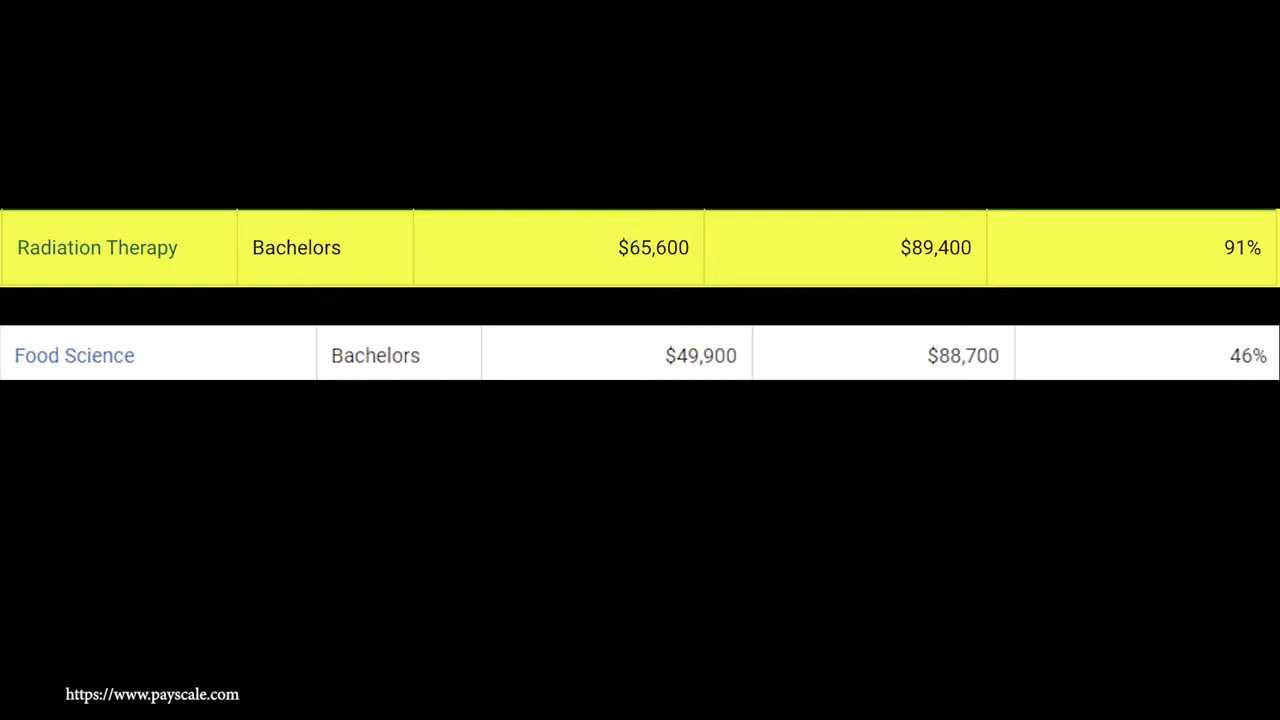 Radiation Therapy Bachelors $65,600 $89,400 91%
Food Science Bachelors $49,900 $88,700 46%
https://www.payscale.com